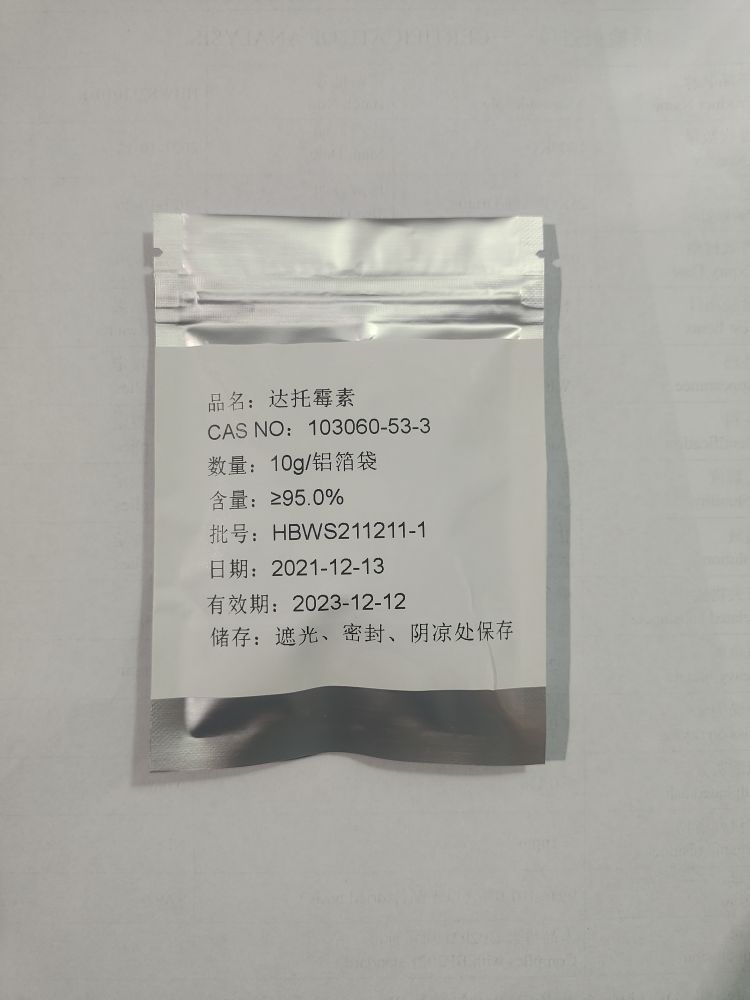 品名：达托霉素
CAS NO：103060-53-3
数量：10g/铝箔袋
含量：≥95.0%
批号：HBWS211211-1
日期：2021-12-13
有效期：2023-12-12
储存：遮光、密封、阴凉处保存